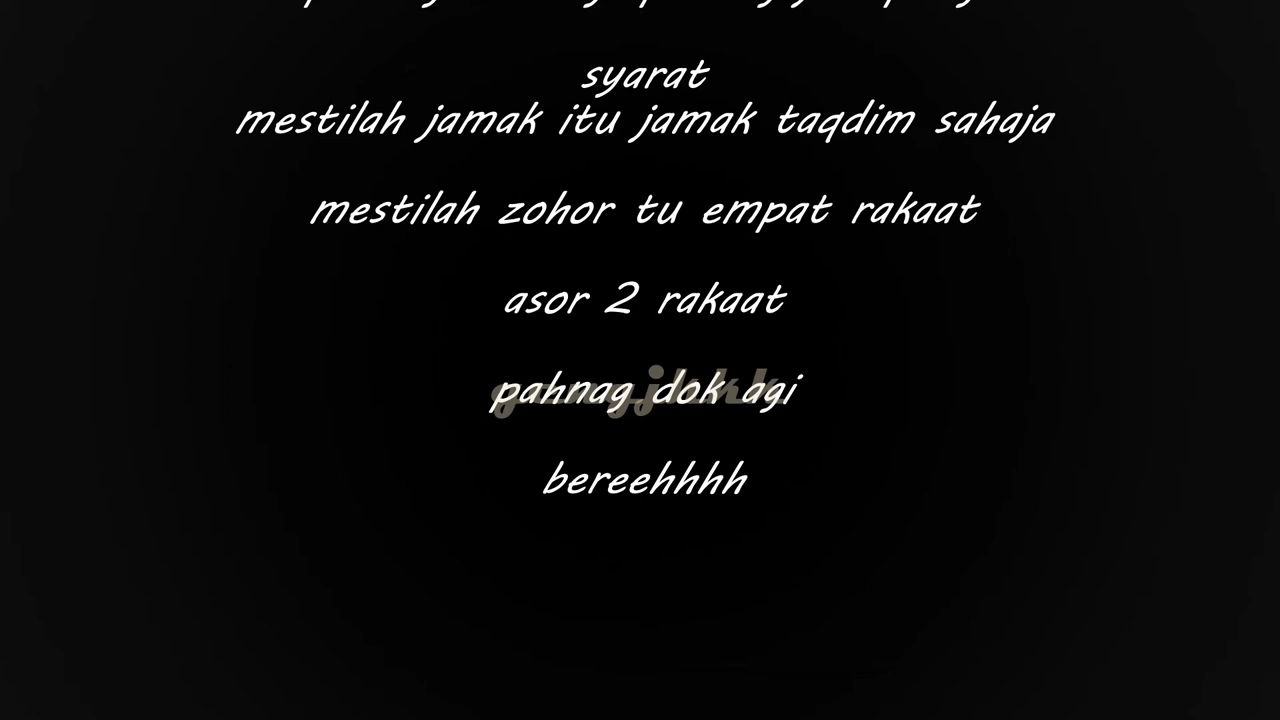 syarat
mestilah jamak itu jamak taqdim sahaja
mestilah zohor tu empat rakaat
asor 2 rakaat
pahnag dok agi
bereehhhh